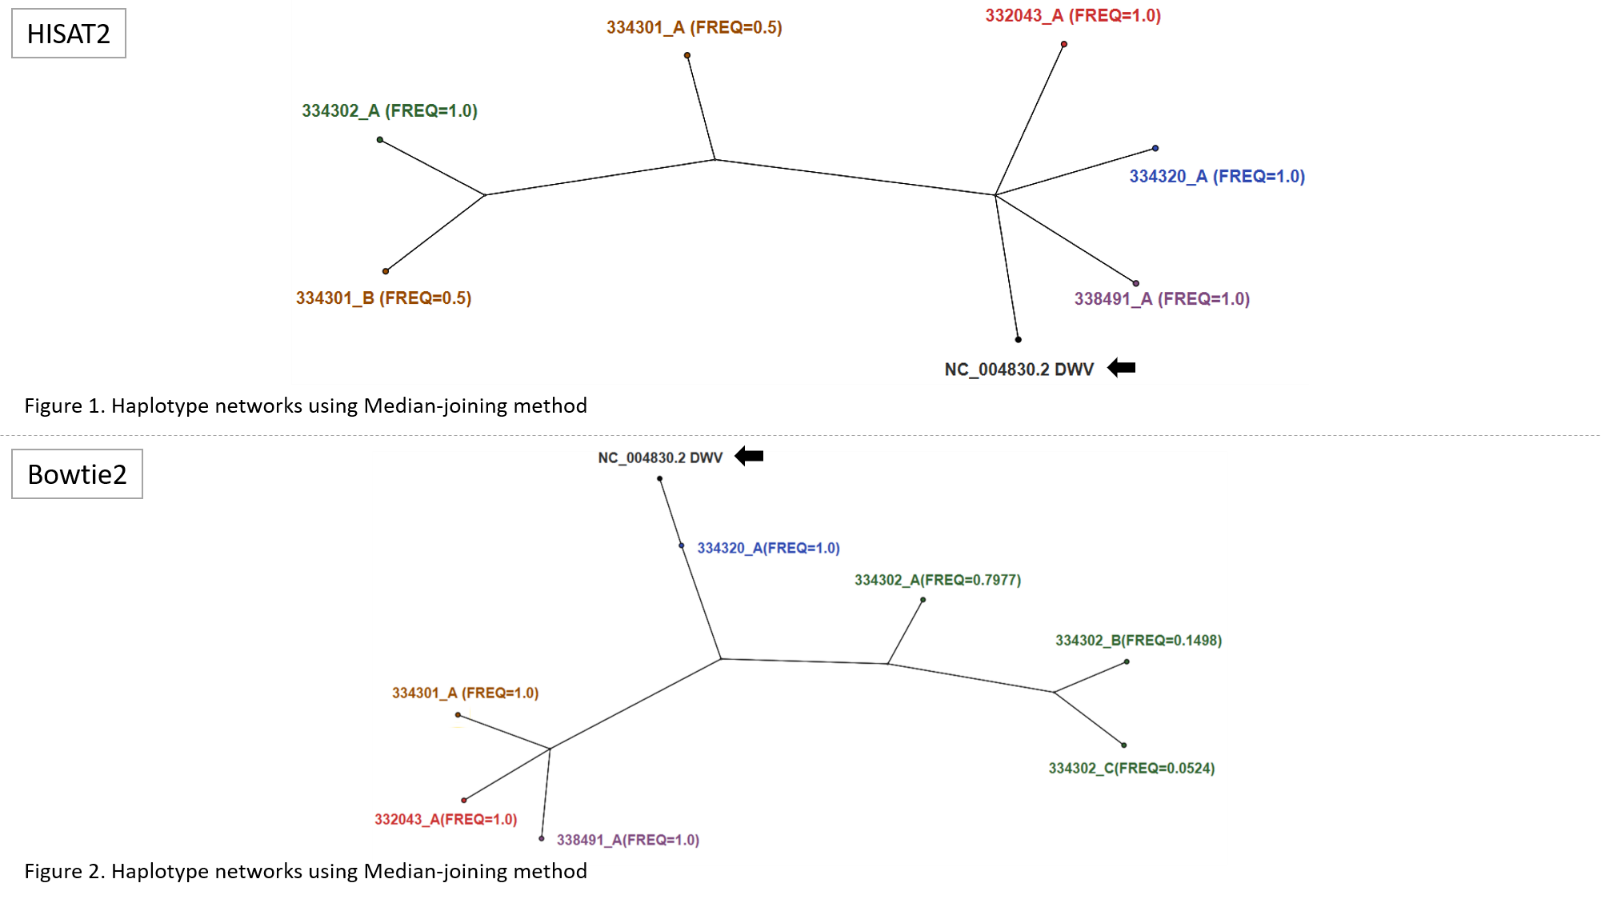 HISAT2
332043_A (FREQ=1.0)
334301_A (FREQ=0.5)
334302_A (FREQ=1.0)
334320_A (FREQ=1.0)
334301_B (FREQ=0.5)
338491_A (FREQ=1.0)
NC_004830.2 DWV
Figure 1. Haplotype networks using Median-joining method
Bowtie2
NC_004830.2 DWV
334320_A(FREQ=1.0)
334302_A(FREQ=0.7977)
334302_B(FREQ=0.1498)
334301_A (FREQ=1.0)
334302_C(FREQ=0.0524)
332043_A(FREQ=1.0)
338491_A(FREQ=1.0)
Figure 2. Haplotype networks using Median-joining method